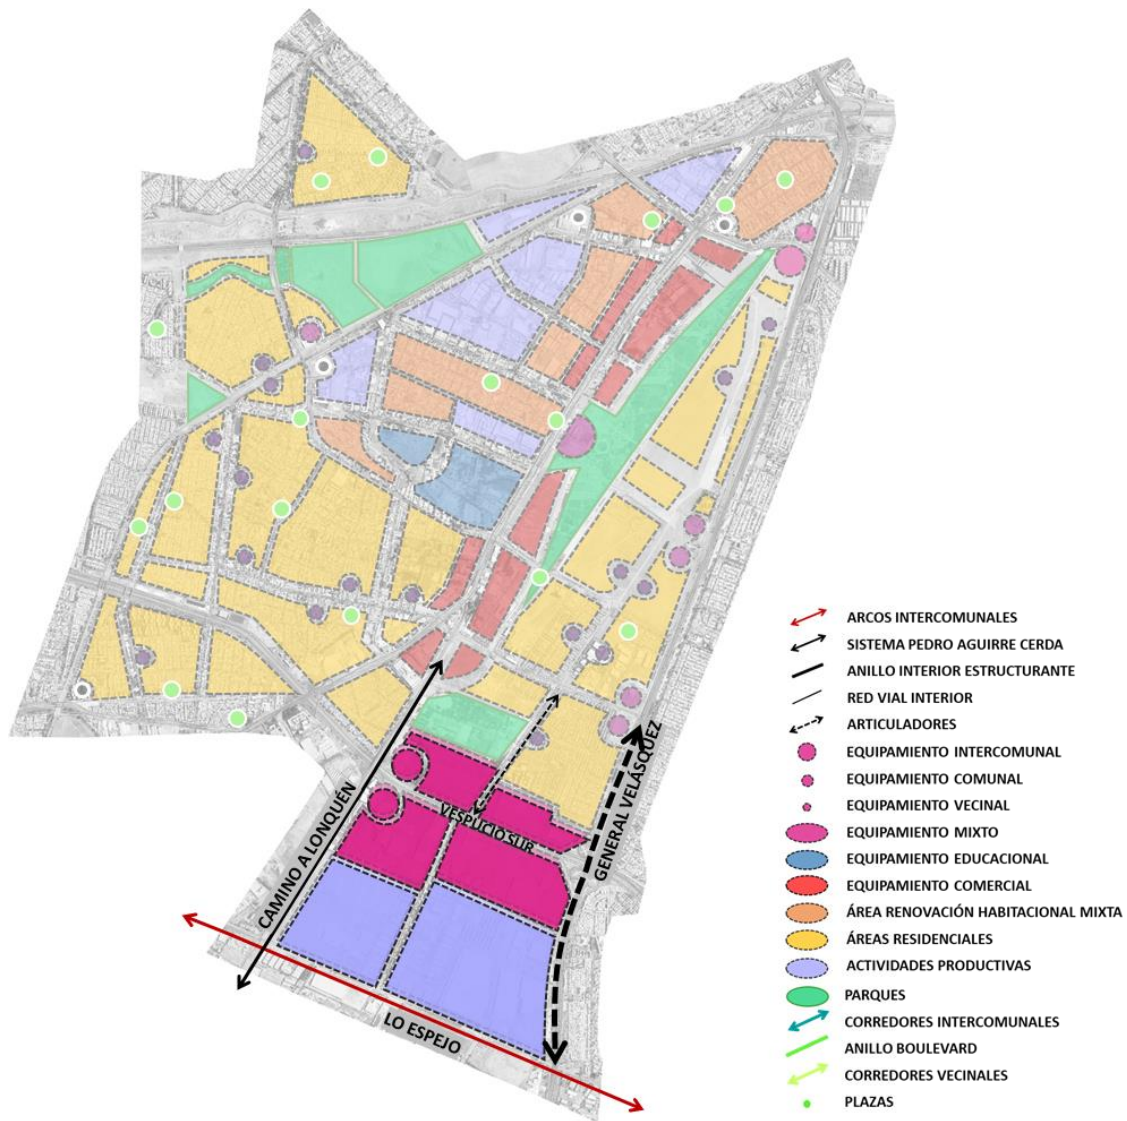 ARCOS INTERCOMUNALES
SISTEMA PEDRO AGUIRRE CERDA
ANILLO INTERIOR ESTRUCTURANTE
RED VIAL INTERIOR
ARTICULADORES
EQUIPAMIENTO INTERCOMUNAL
EQUIPAMIENTO COMUNAL
EQUIPAMIENTO VECINAL
EQUIPAMIENTO MIXTO
EQUIPAMIENTO EDUCACIONAL
EQUIPAMIENTO COMERCIAL
ÁREA RENOVACIÓN HABITACIONAL MIXTA
ÁREAS RESIDENCIALES
ACTIVIDADES PRODUCTIVAS
PARQUES
CORREDORES INTERCOMUNALES
ANILLO BOULEVARD
CORREDORES VECINALES
PLAZAS
CAMINO A LONQUÉN
VESPUCIO SUR
GENERAL VELÁSQUEZ
LO ESPEJO